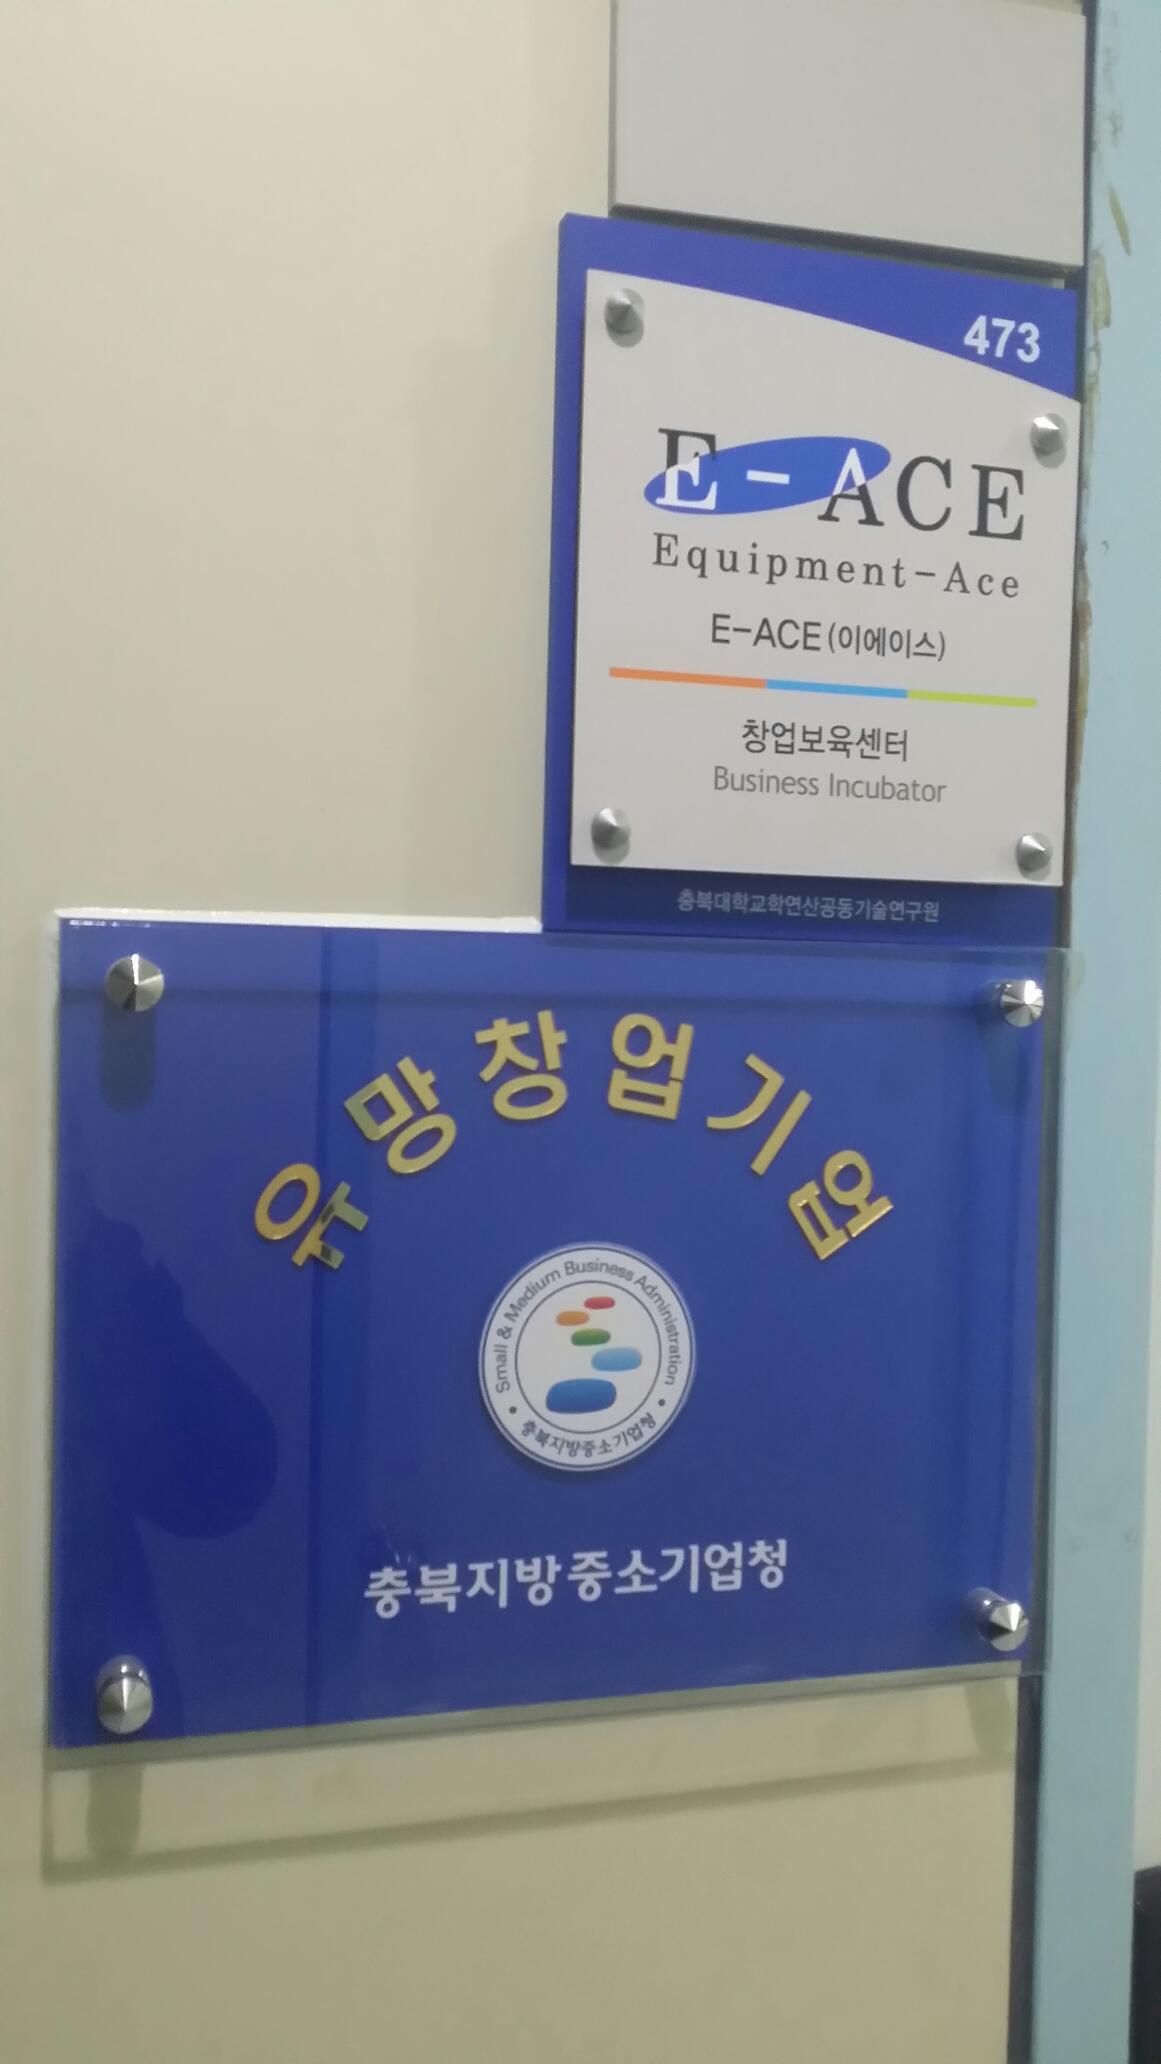 473
E-ACE
Equipment-Ace
E-ACE(이에이스)
창업보육센터
Business Incubator
충북대학교학연산공동기술연구원
유망창업기업
Small & Medium Business Administration
충북지방중소기업청
충북지방중소기업청